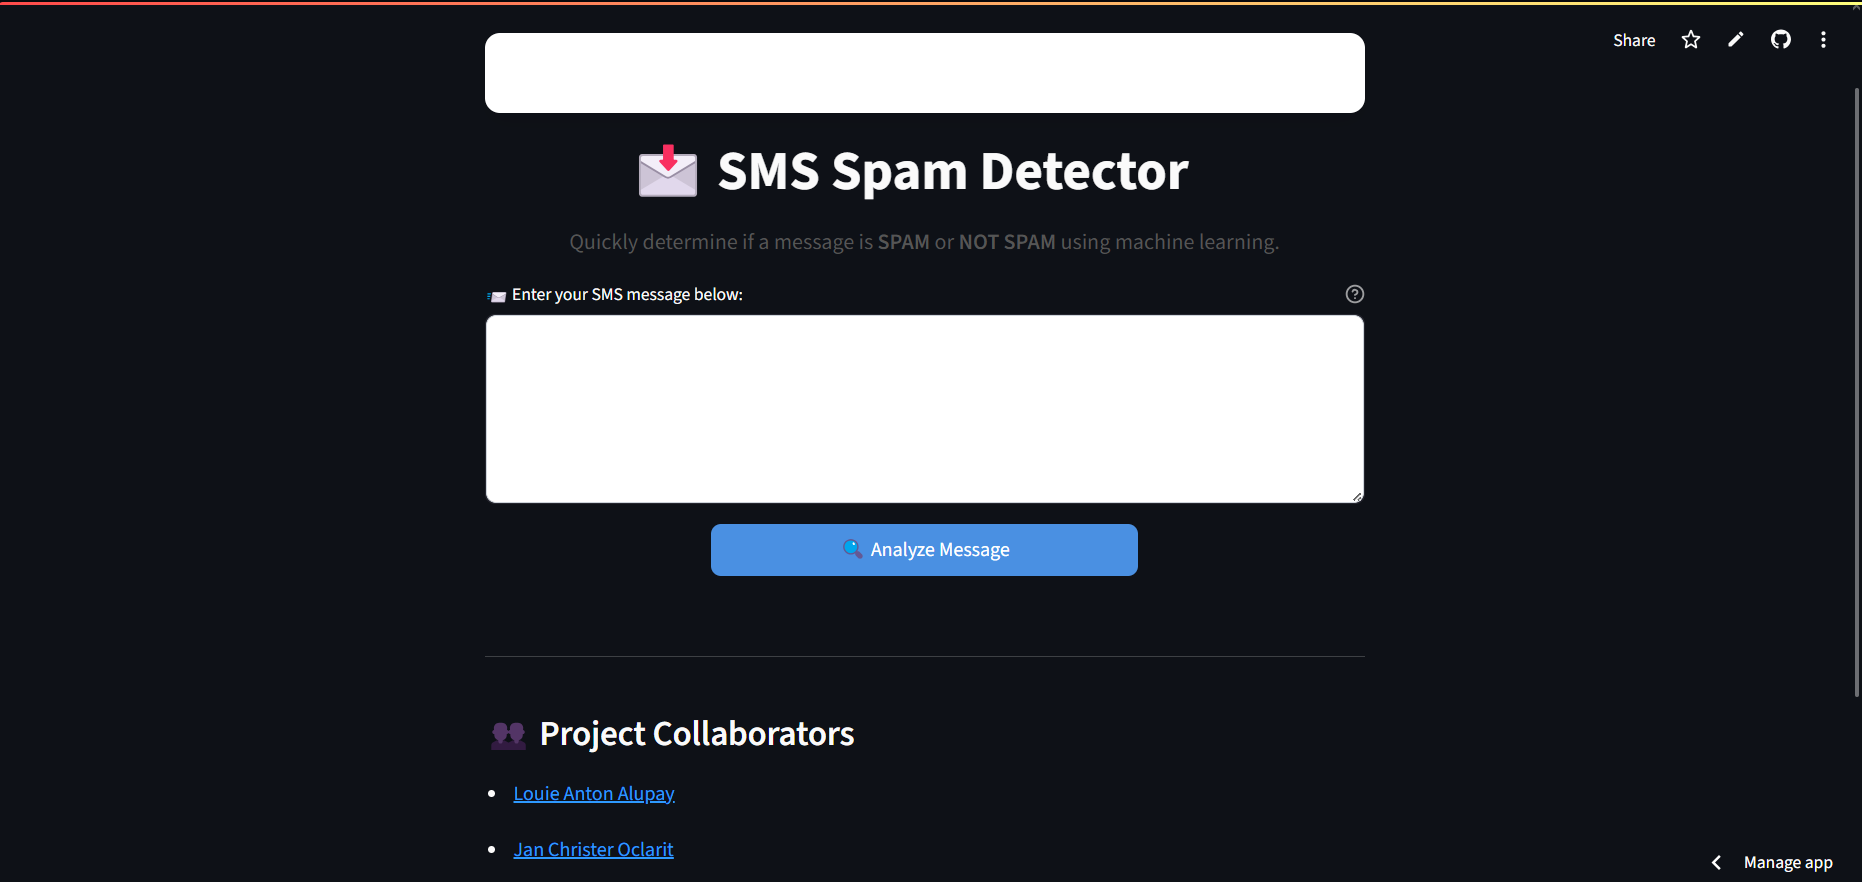 Share
SMS Spam Detector
Quickly determine if a message is SPAM or NOT SPAM using machine learning.
Enter your SMS message below:
Analyze Message
Project Collaborators
Louie Anton Alupay
Jan Christer Oclarit
Manage app